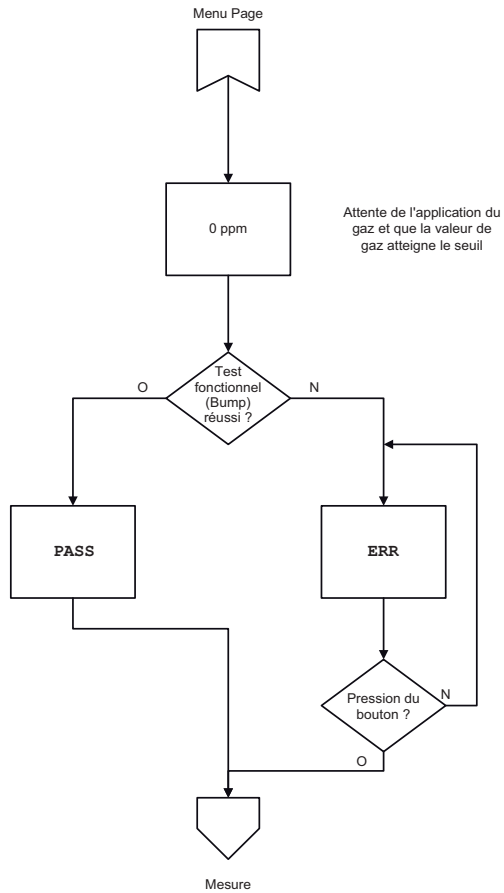 Menu Page
0 ppm
Attente de l'application du
gaz et que la valeur de
gaz atteigne le seuil
Test
fonctionnel
(Bump)
réussi ?
O
N
PASS
ERR
Pression du
bouton ?
N
O
Mesure